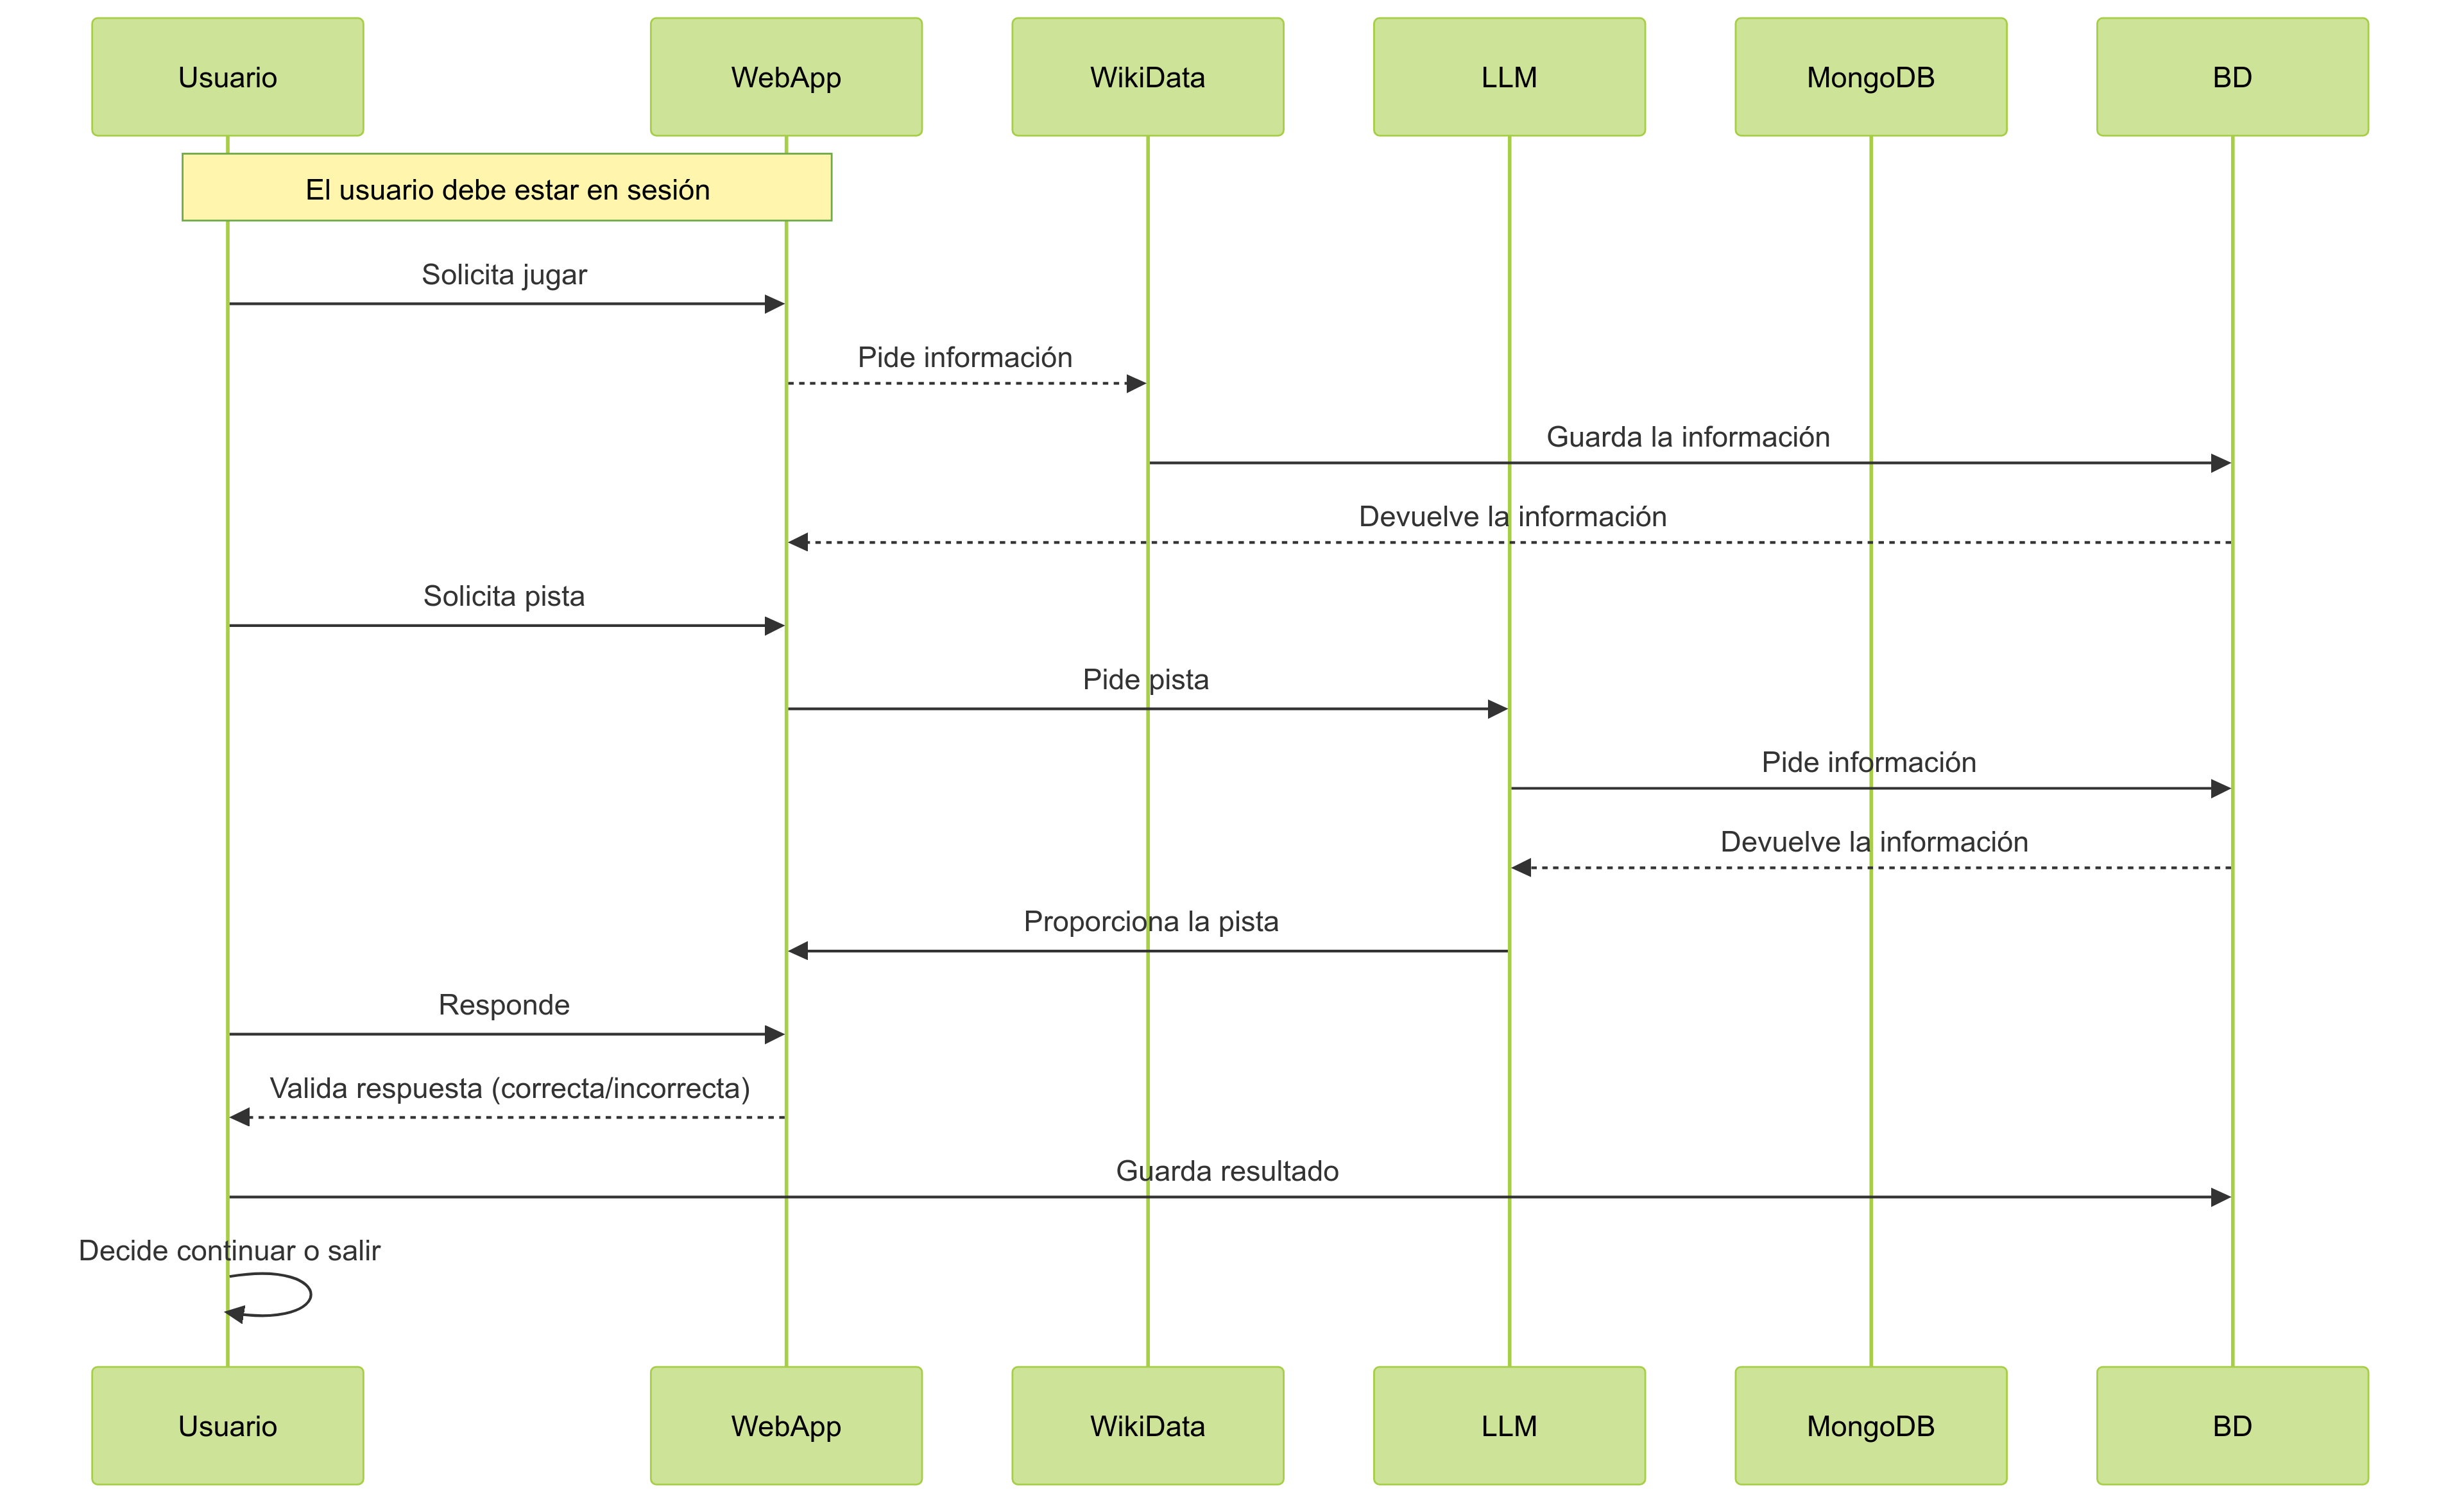 Usuario
WebApp
WikiData
LLM
MongoDB
BD
El usuario debe estar en sesión
Solicita jugar
Pide información
Guarda la información
Devuelve la información
Solicita pista
Pide pista
Pide información
Devuelve la información
Proporciona la pista
Responde
Valida respuesta (correcta/incorrecta)
Guarda resultado
Decide continuar o salir
Usuario
WebApp
WikiData
LLM
MongoDB
BD